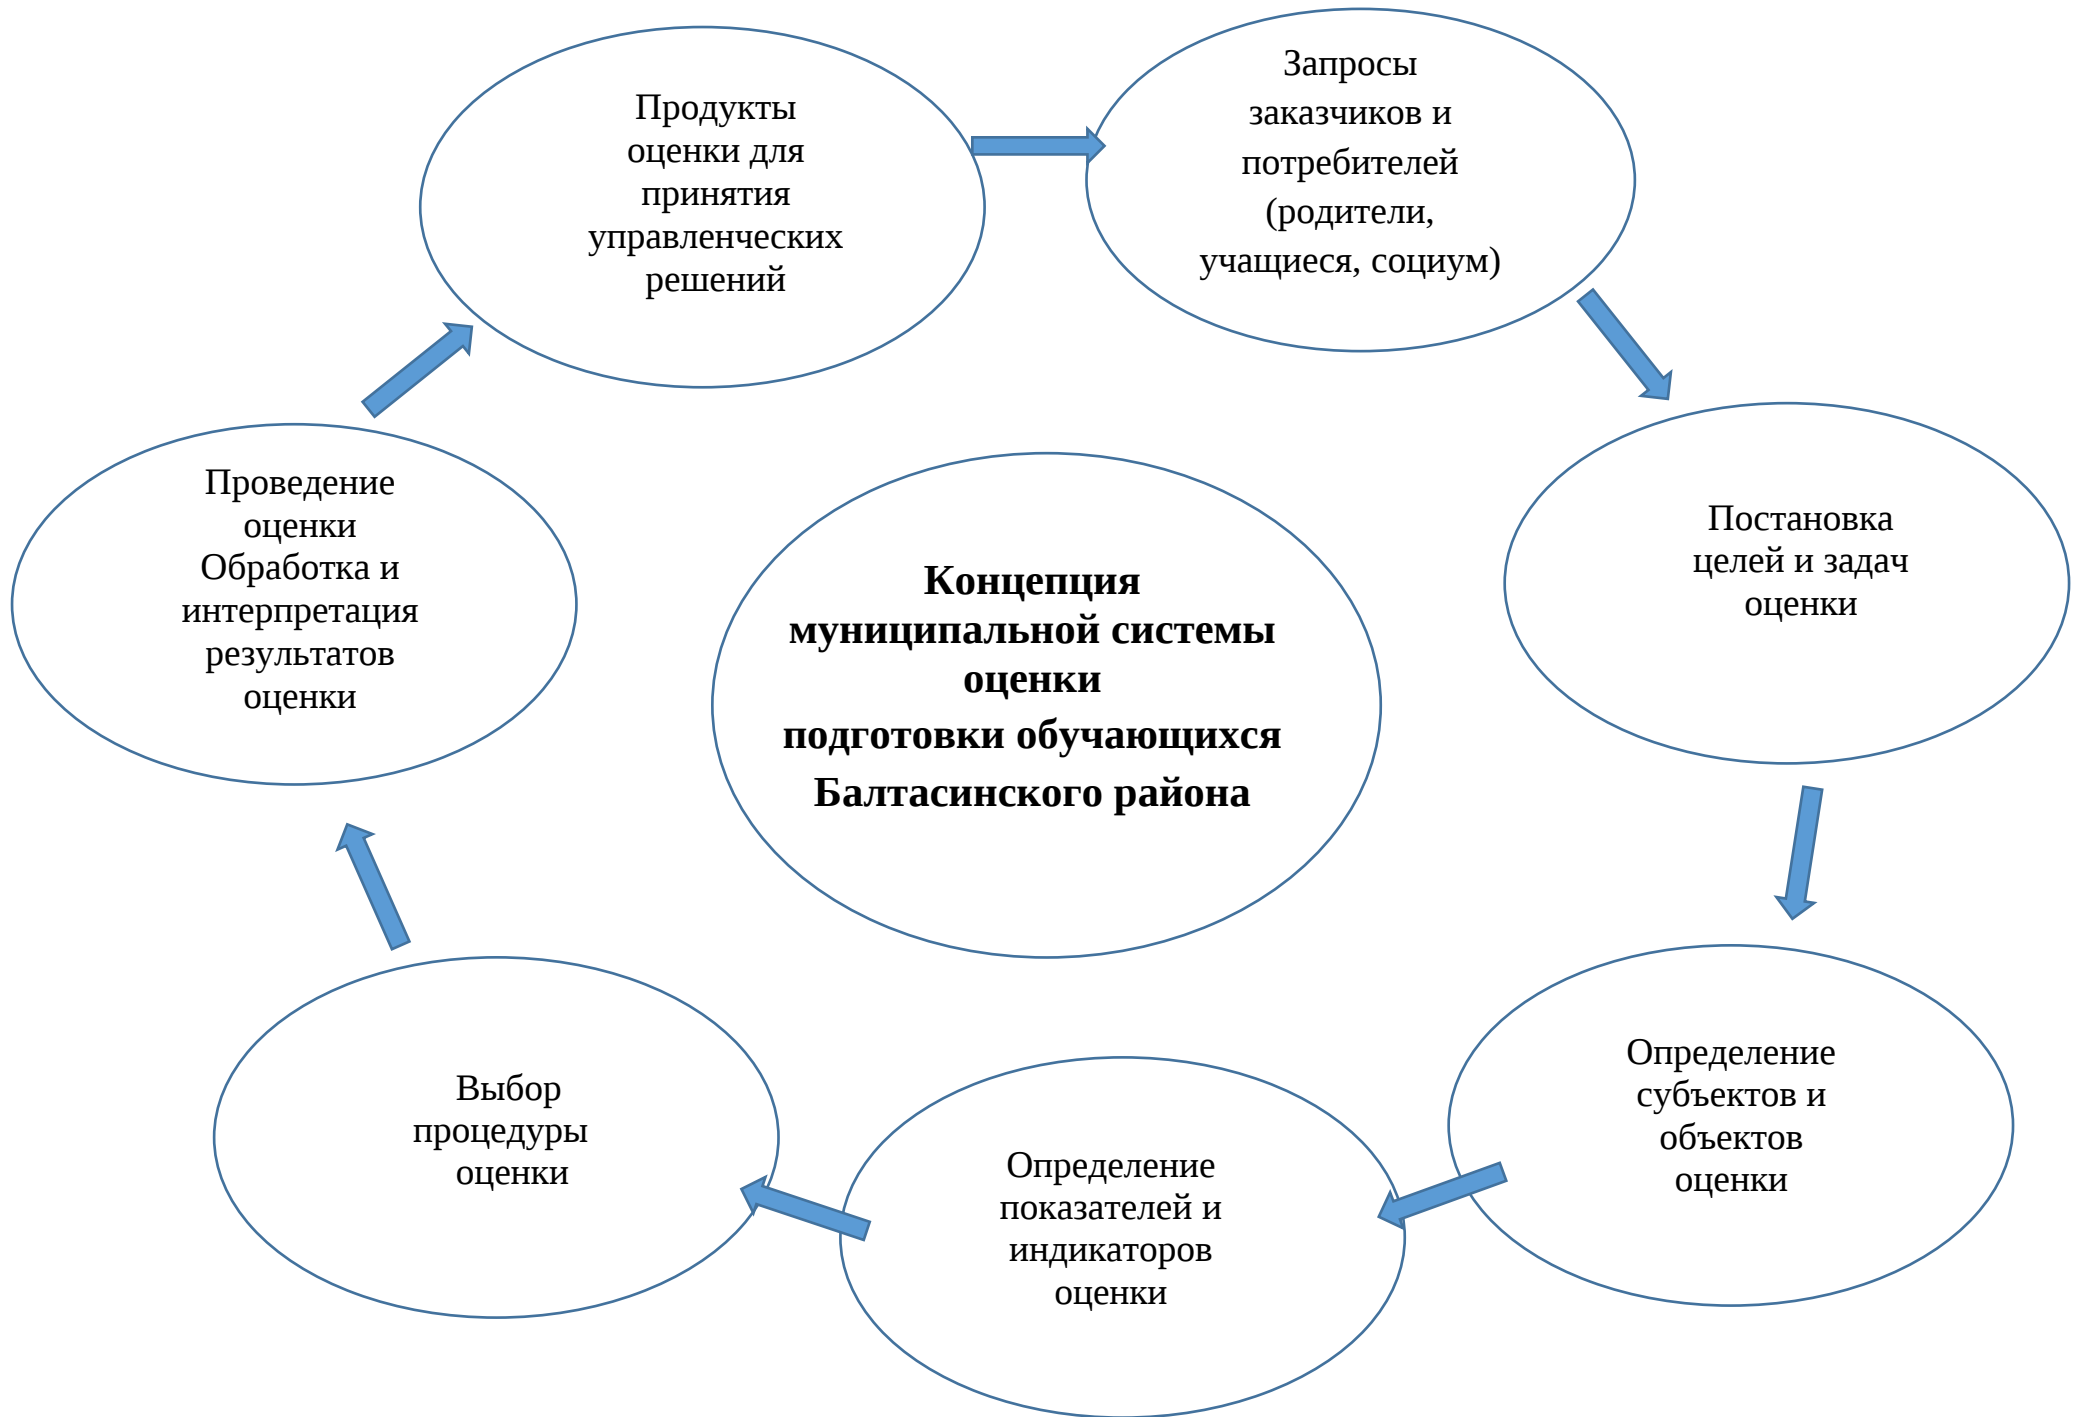 Продукты
оценки для
принятия
управленческих
решений
Запросы
заказчиков и
потребителей
(родители,
учащиеся, социум)
Постановка
целей и задач
оценки
Определение
субъектов и
объектов
оценки
Определение
показателей и
индикаторов
оценки
Выбор
процедуры
оценки
Проведение
оценки
Обработка и
интерпретация
результатов
оценки
Концепция
муниципальной системы
оценки
подготовки обучающихся
Балтасинского района